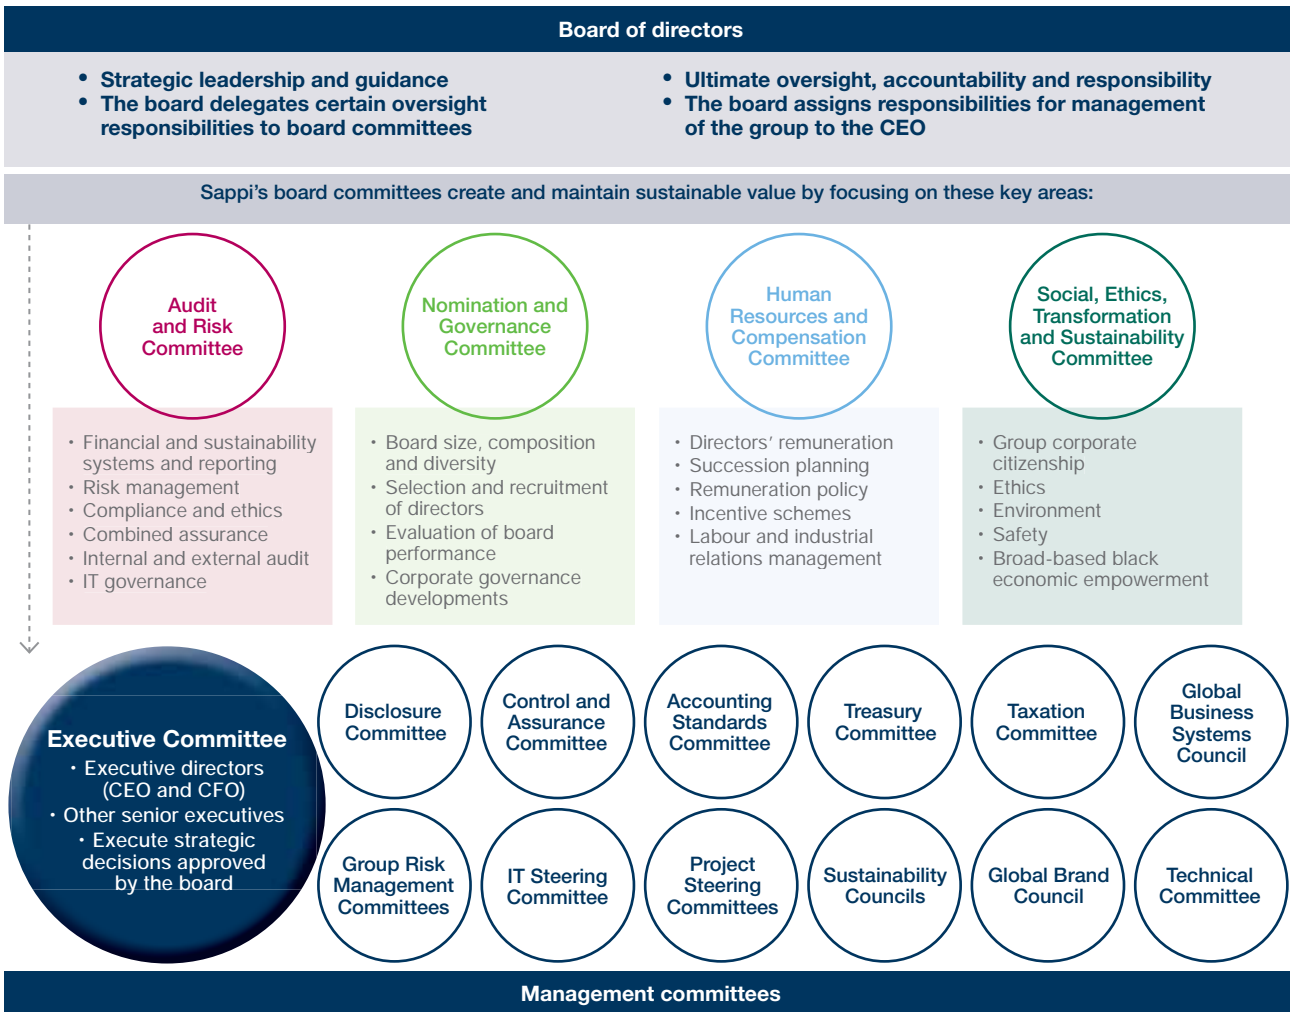 Board of directors
• Strategic leadership and guidance
• The board delegates certain oversight
responsibilities to board committees
• Ultimate oversight, accountability and responsibility
• The board assigns responsibilities for management
of the group to the CEO
Sappi’s board committees create and maintain sustainable value by focusing on these key areas:
Audit
and Risk
Committee
• Financial and sustainability
systems and reporting
• Risk management
• Compliance and ethics
• Combined assurance
• Internal and external audit
• IT governance
Nomination and
Governance
Committee
• Board size, composition
and diversity
• Selection and recruitment
of directors
• Evaluation of board
performance
• Corporate governance
developments
Human
Resources and
Compensation
Committee
• Directors’ remuneration
• Succession planning
• Remuneration policy
• Incentive schemes
• Labour and industrial
relations management
Social, Ethics,
Transformation
and Sustainability
Committee
• Group corporate
citizenship
• Ethics
• Environment
• Safety
• Broad-based black
economic empowerment
Executive Committee
• Executive directors
(CEO and CFO)
• Other senior executives
• Execute strategic
decisions approved
by the board
Disclosure
Committee
Control and
Assurance
Committee
Accounting
Standards
Committee
Treasury
Committee
Taxation
Committee
Global
Business
Systems
Council
Group Risk
Management
Committees
IT Steering
Committee
Project
Steering
Committees
Sustainability
Councils
Global Brand
Council
Technical
Committee
Management committees